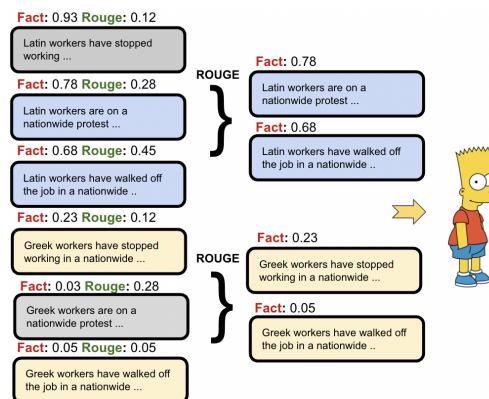 Fact: 0.93 Rouge: 0.12
Latin workers have stopped
working ...
Fact: 0.78 Rouge: 0.28
Latin workers are on a
nationwide protest ...
Fact: 0.68 Rouge: 0.45
Latin workers have walked off
the job in a nationwide ..
Fact: 0.23 Rouge: 0.12
Greek workers have stopped
working in a nationwide ...
Fact: 0.03 Rouge: 0.28
Greek workers are on a
nationwide protest ...
Fact: 0.05 Rouge: 0.05
Greek workers have walked off
the job in a nationwide ...
ROUGE
}
Fact: 0.78
Latin workers are on a
nationwide protest ...
Fact: 0.68
Latin workers have walked off
the job in a nationwide ..
ROUGE
}
Fact: 0.23
Greek workers have stopped
working in a nationwide ...
Fact: 0.05
Greek workers have walked off
the job in a nationwide ..